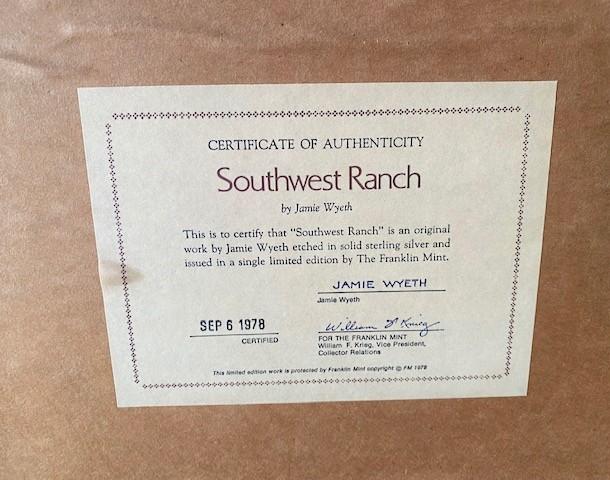 CERTIFICATE OF AUTHENTICITY
Southwest Ranch
by Jamie Wyeth
This is to certify that "Southwest Ranch" is an original
work by Jamie Wyeth etched in solid sterling silver and
issued in a single limited edition by The Franklin Mint.
JAMIE WYETH
Jamie Wyeth
SEP 6 1978
CERTIFIED
William F Krieg
FOR THE FRANKLIN MINT
William F. Krieg, Vice President,
Collector Relations
This limited edition work is protected by Franklin Mint copyright © FM 1978